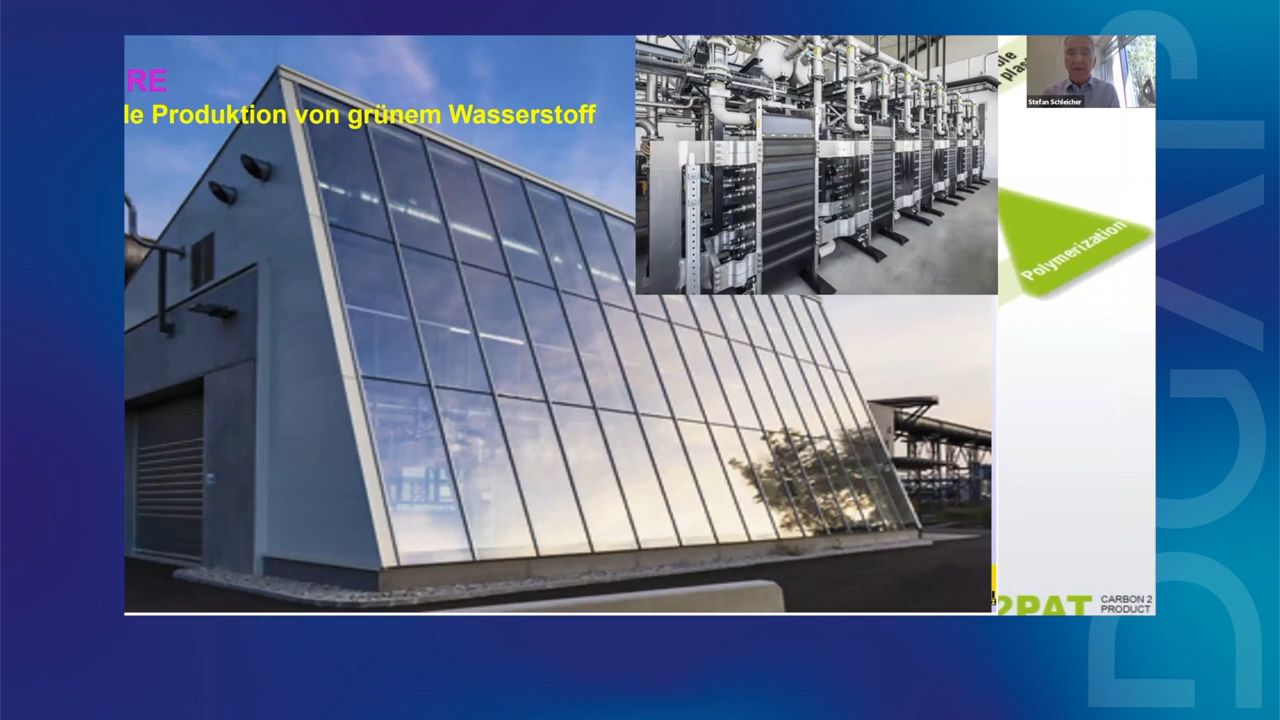 RE
le Produktion von grünem Wasserstoff
Stefan Schleicher
Polymerization
2PAT
CARBON 2
PRODUCT